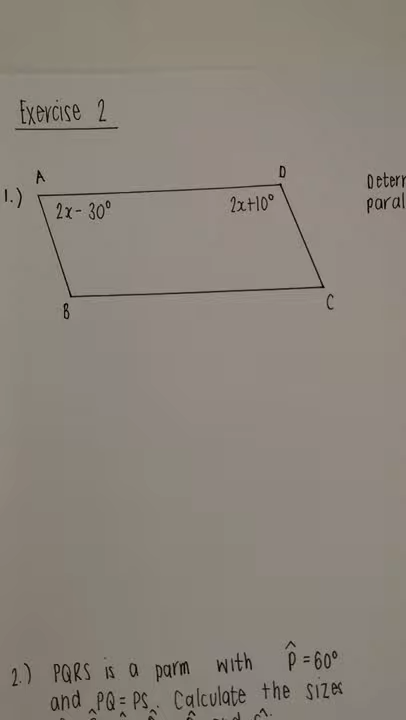 Exercise 2
1.)
A
D
Determ
paral
2x - 30°
2x+10°
B
C
2.) PQRS is a parm with P̂ = 60°
and PQ = PS. Calculate the sizes